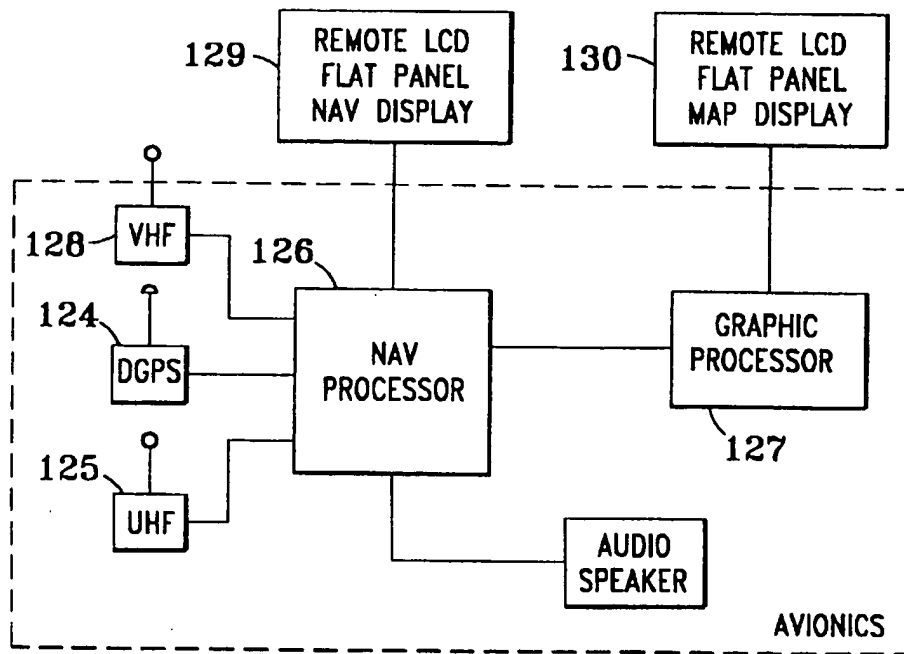 129
REMOTE LCD
FLAT PANEL
NAV DISPLAY
130
REMOTE LCD
FLAT PANEL
MAP DISPLAY
128
VHF
126
124
DGPS
NAV
PROCESSOR
GRAPHIC
PROCESSOR
127
125
UHF
AUDIO
SPEAKER
AVIONICS